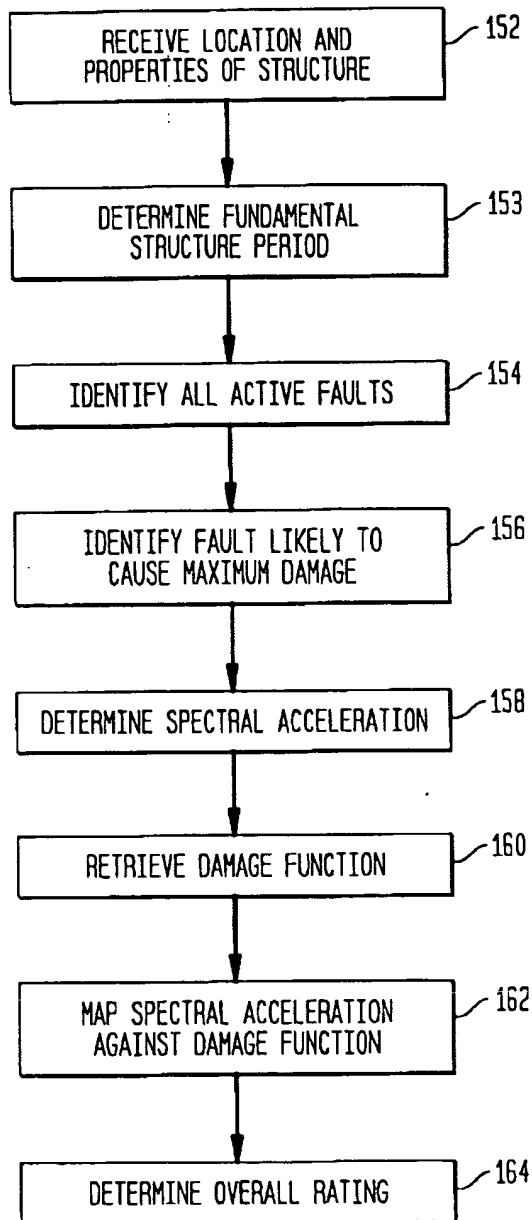 RECEIVE LOCATION AND
PROPERTIES OF STRUCTURE
152
DETERMINE FUNDAMENTAL
STRUCTURE PERIOD
153
IDENTIFY ALL ACTIVE FAULTS
154
IDENTIFY FAULT LIKELY TO
CAUSE MAXIMUM DAMAGE
156
DETERMINE SPECTRAL ACCELERATION
158
RETRIEVE DAMAGE FUNCTION
160
MAP SPECTRAL ACCELERATION
AGAINST DAMAGE FUNCTION
162
DETERMINE OVERALL RATING
164